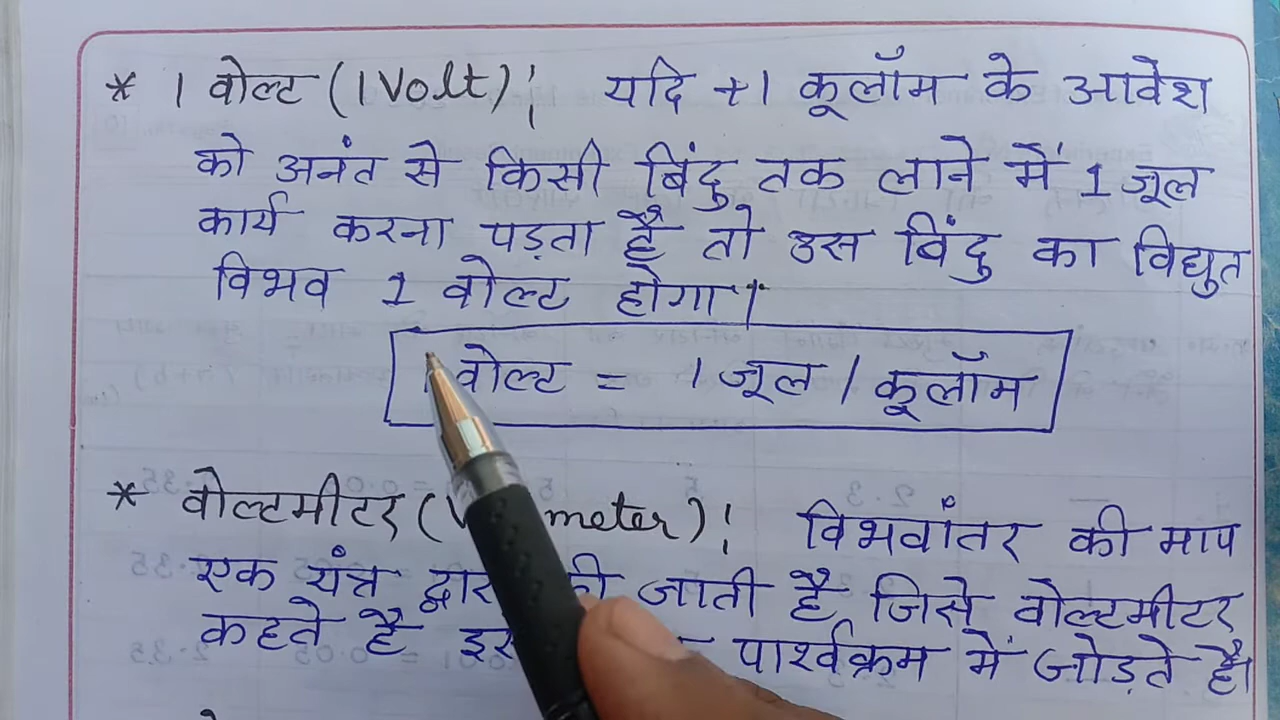 * 1 वोल्ट (1 Volt): यदि +1 कूलॉम के आवेश
को अनंत से किसी बिंदु तक लाने में 1 जूल
कार्य करना पड़ता है तो उस बिंदु का विद्युत
विभव 1 वोल्ट होगा।
वोल्ट = 1 जूल / कूलॉम
* वोल्टमीटर ( meter): विभवांतर की माप
एक यंत्र जाती है जिसे वोल्टमीटर
कहते है पार्श्वक्रम में जोड़ते है।